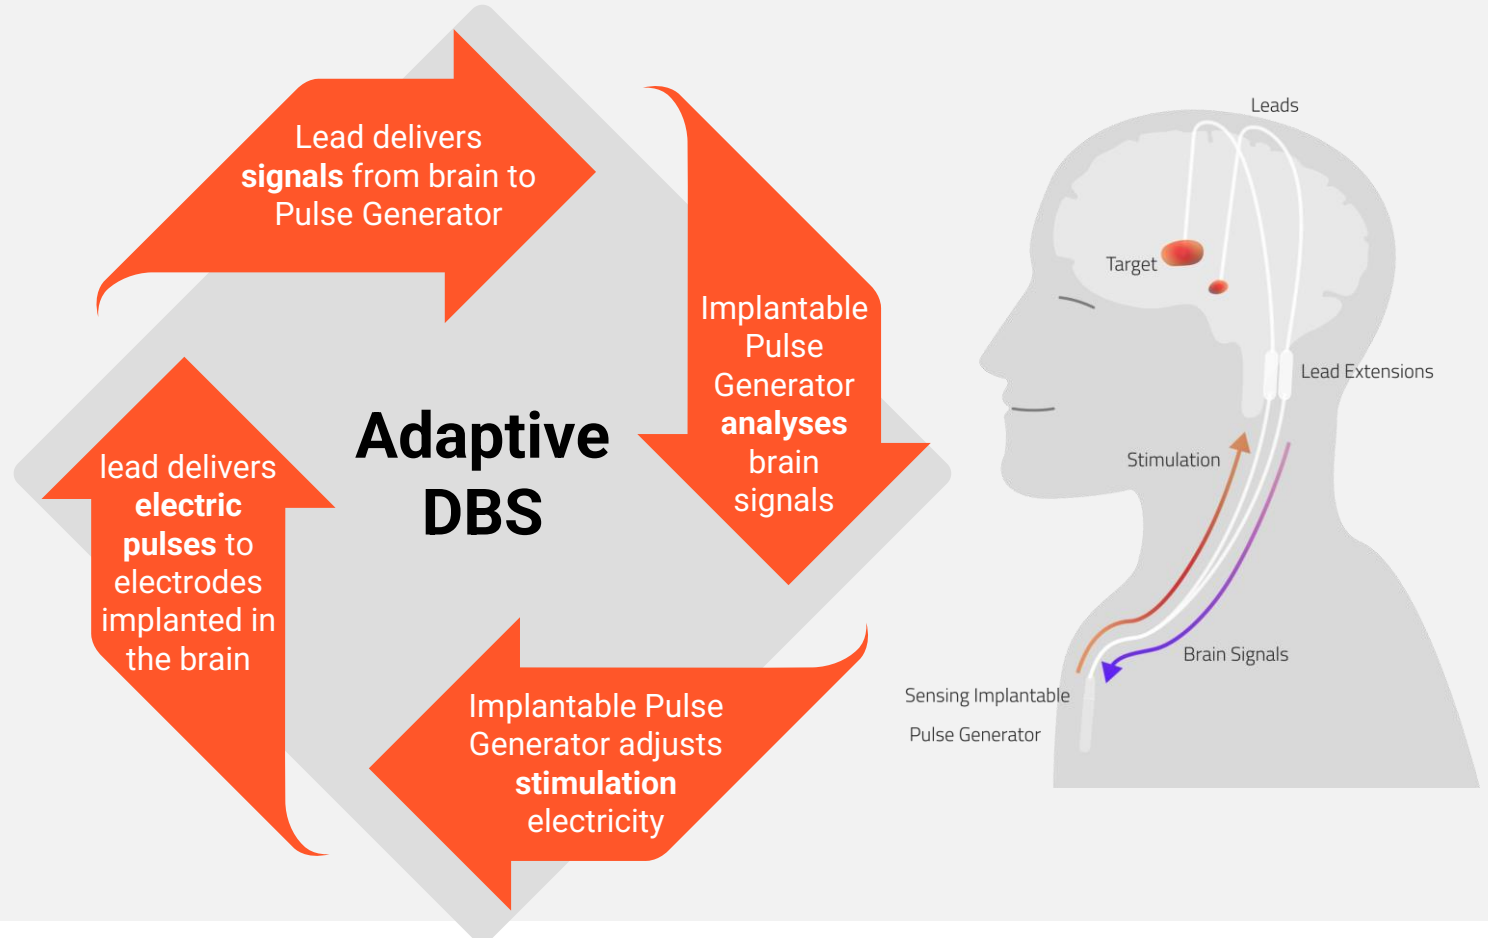 Lead delivers
signals from brain to
Pulse Generator
Implantable
Pulse
Generator
analyses
brain
signals
Implantable Pulse
Generator adjusts
stimulation
electricity
lead delivers
electric
pulses to
electrodes
implanted in
the brain
Adaptive
DBS
Leads
Target
Lead Extensions
Stimulation
Brain Signals
Sensing Implantable
Pulse Generator